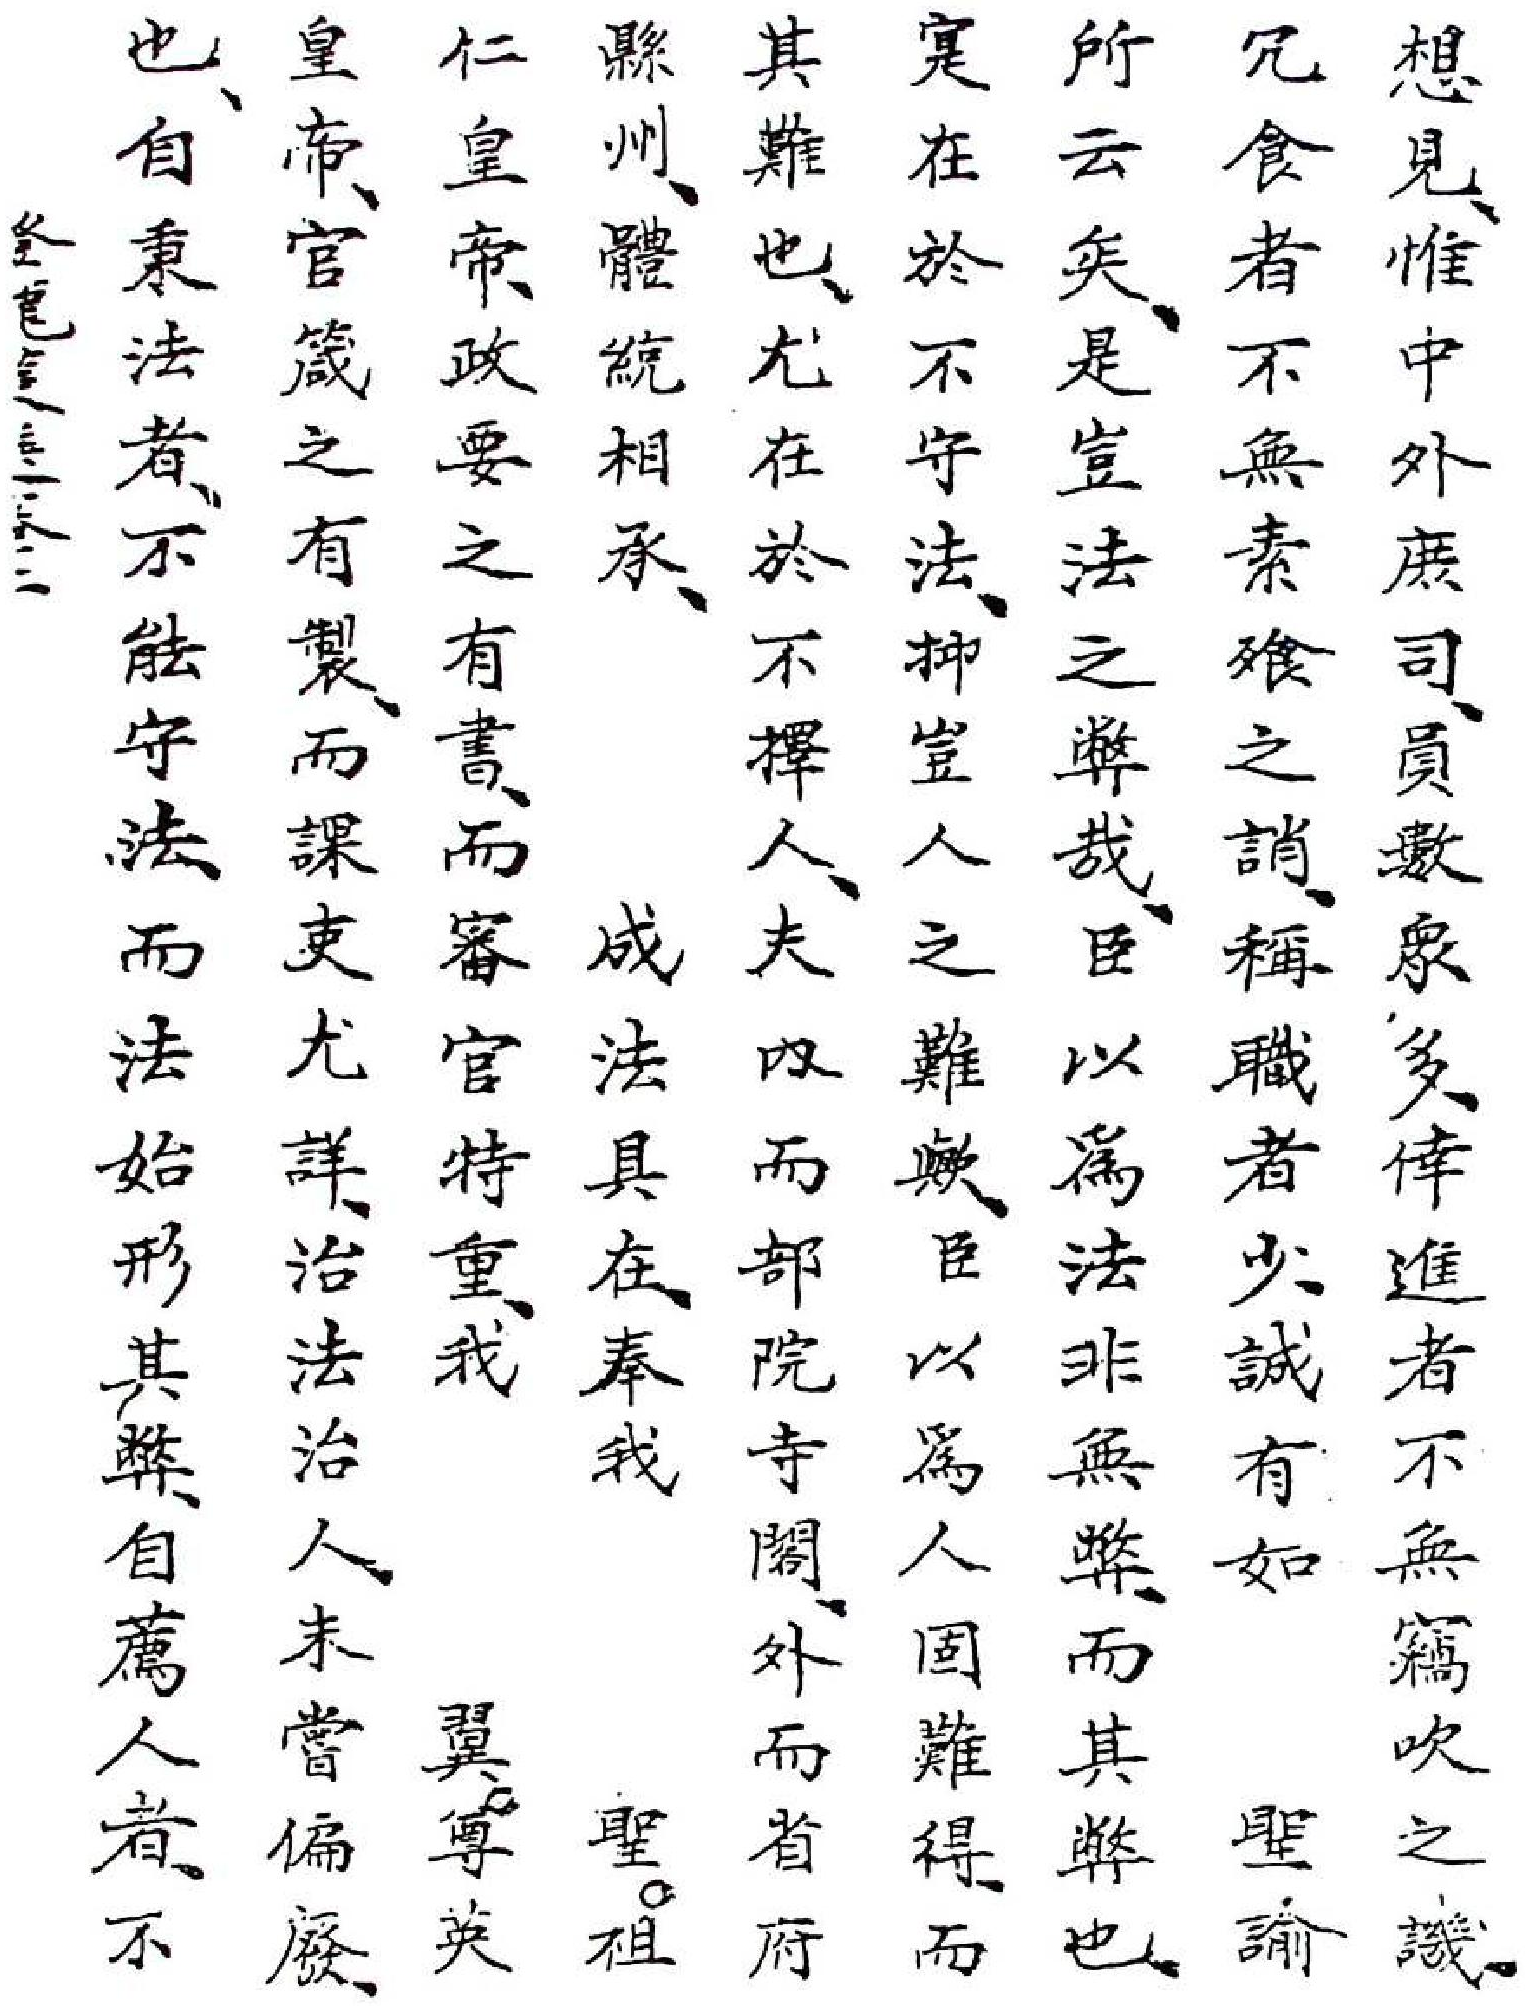 想見惟中外庶司員數衆多倖進者不無竊吹之譏
冗食者不無素飱之誚稱職者少誠有如聖諭
所云矣是豈法之弊哉臣以爲法非無弊而其弊也
寔在於不守法抑豈人之難歟臣以爲人固難得而
其難也尤在於不擇人夫内而部院寺閣外而省府
縣州體統相承成法具在奉我聖祖
仁皇帝政要之有書而審官特重我翼尊英
皇帝官箴之有製而課吏尤詳治法治人未嘗偏廢
也自秉法者不能守法而法始形其弊自薦人者不